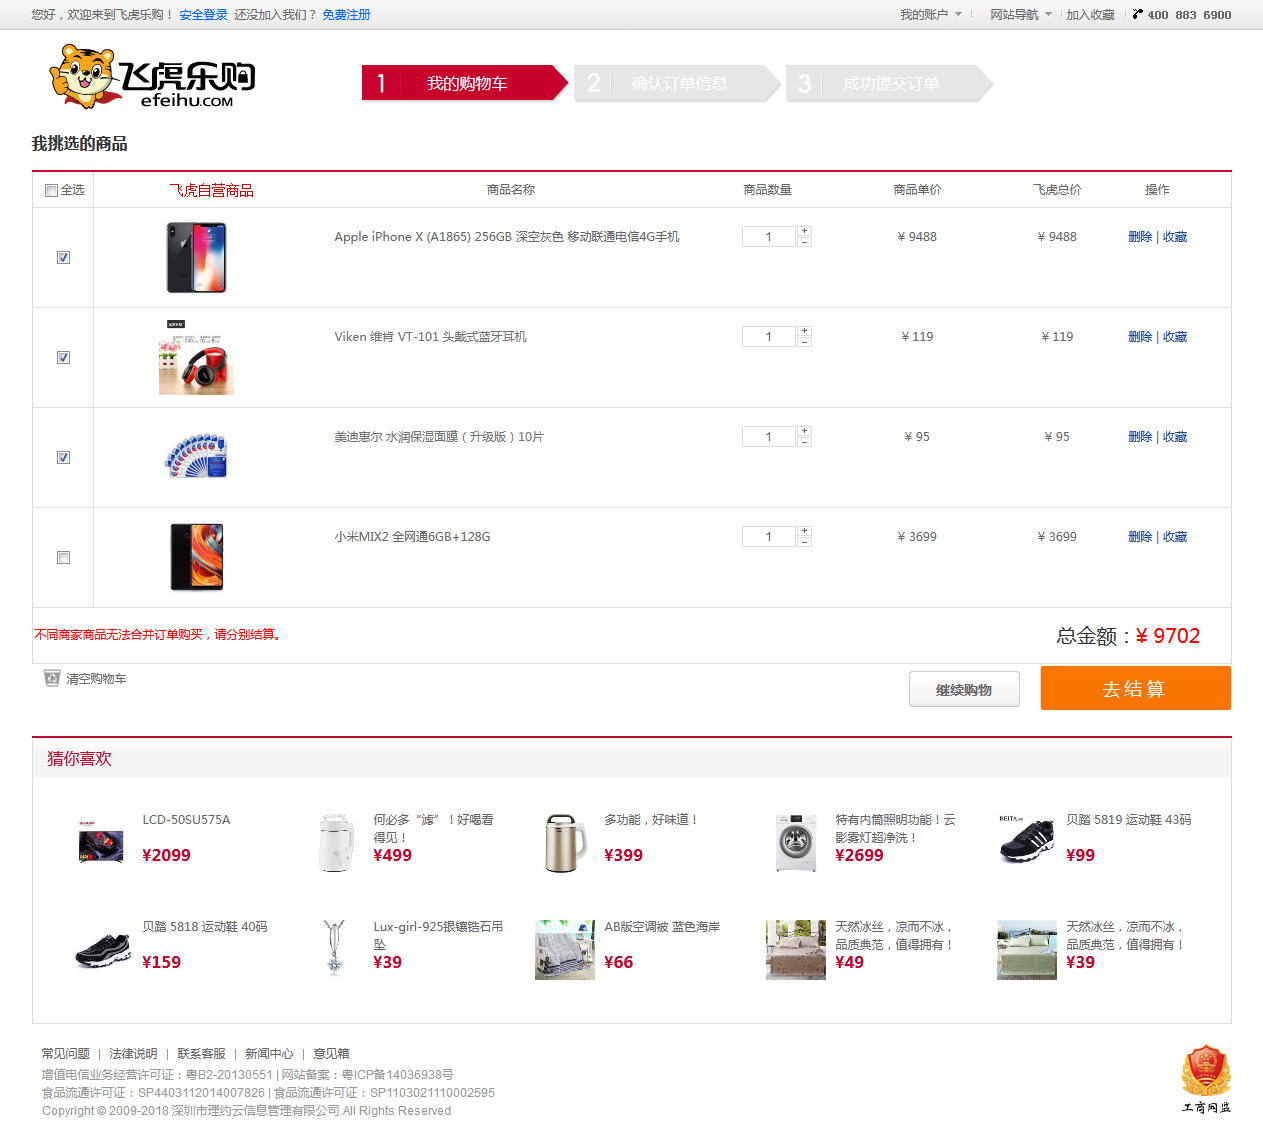 您好，欢迎来到飞虎乐购！ 安全登录 还没加入我们？ 免费注册
我的账户 网站导航 加入收藏 400 883 6900
飞虎乐购
efeihu.com
1 我的购物车 2 确认订单信息 3 成功提交订单
我挑选的商品
全选 飞虎自营商品 商品名称 商品数量 商品单价 飞虎总价 操作
Apple iPhone X (A1865) 256GB 深空灰色 移动联通电信4G手机 1 + - ¥ 9488 ¥ 9488 删除 | 收藏
Viken 维肯 VT-101 头戴式蓝牙耳机 1 + - ¥ 119 ¥ 119 删除 | 收藏
美迪惠尔 水润保湿面膜（升级版）10片 1 + - ¥ 95 ¥ 95 删除 | 收藏
小米MIX2 全网通6GB+128G 1 + - ¥ 3699 ¥ 3699 删除 | 收藏
不同商家商品无法合并订单购买，请分别结算。 总金额：¥ 9702
清空购物车 继续购物 去结算
猜你喜欢
LCD-50SU575A
¥2099
何必多“滤”！好喝看
得见！
¥499
多功能，好味道！
¥399
特有内筒照明功能！云
影雾灯超净洗！
¥2699
BEITA
贝踏 5819 运动鞋 43码
¥99
贝踏 5818 运动鞋 40码
¥159
Lux-girl-925银镶锆石吊
坠
¥39
AB版空调被 蓝色海岸
¥66
天然冰丝，凉而不冰，
品质典范，值得拥有！
¥49
天然冰丝，凉而不冰，
品质典范，值得拥有！
¥39
常见问题 | 法律说明 | 联系客服 | 新闻中心 | 意见箱
增值电信业务经营许可证：粤B2-20130551 | 网站备案：粤ICP备14036938号
食品流通许可证：SP4403112014007826 | 食品流通许可证：SP1103021110002595
Copyright © 2009-2018 深圳市理约云信息管理有限公司.All Rights Reserved
工商网监